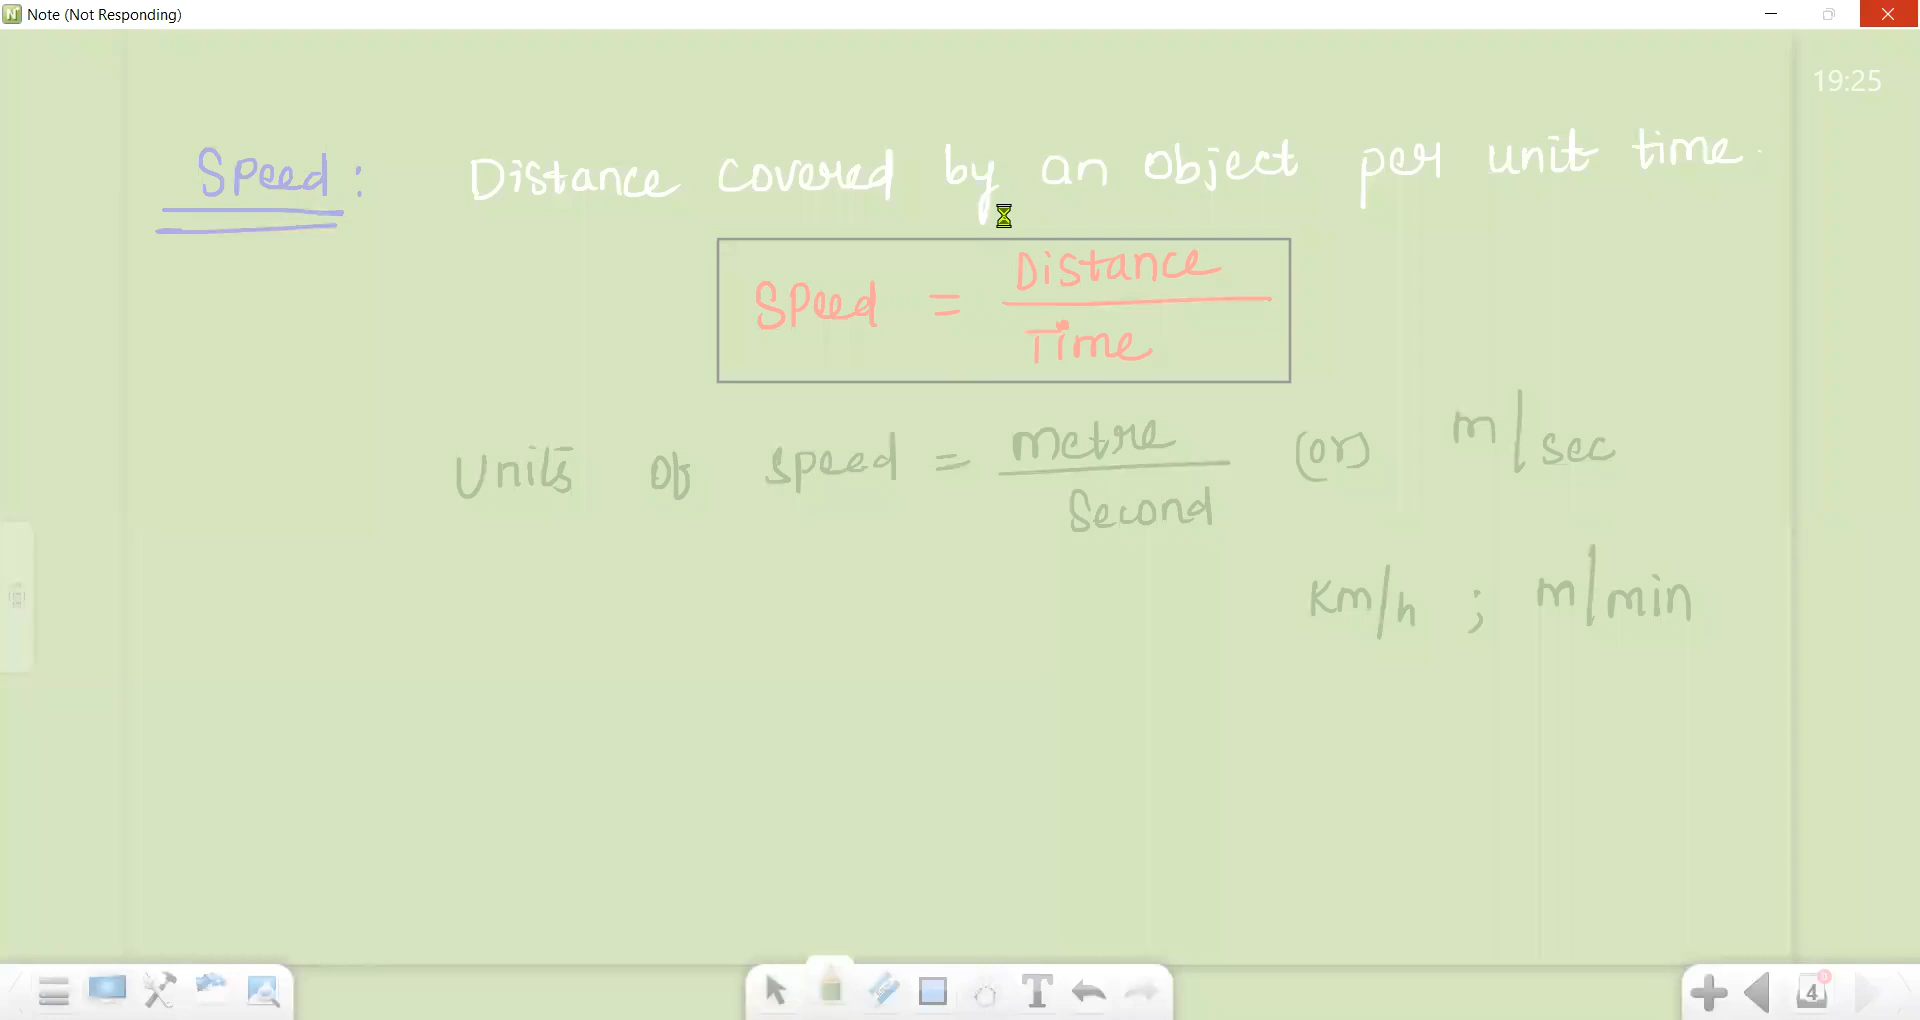 Note (Not Responding)
19:25
Speed: Distance covered by an object per unit time.
Speed = Distance / Time
Units of speed = metre / Second (or) m/sec
Km/h ; m/min
T
4